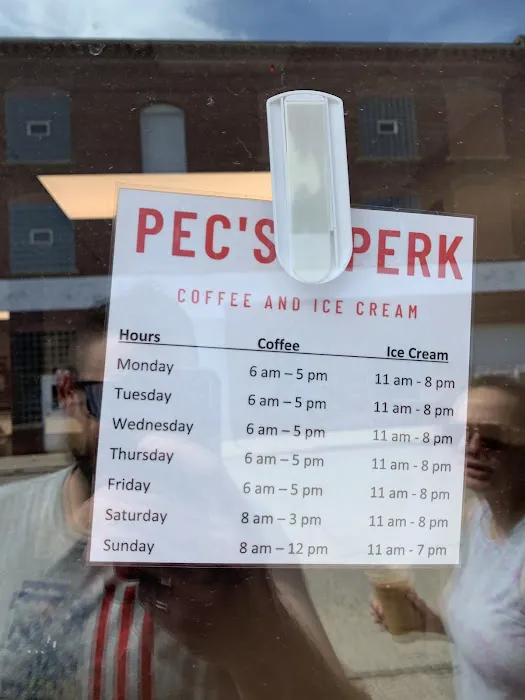 PEC'S PERK
COFFEE AND ICE CREAM
Hours Coffee Ice Cream
Monday 6 am – 5 pm 11 am - 8 pm
Tuesday 6 am – 5 pm 11 am - 8 pm
Wednesday 6 am – 5 pm 11 am - 8 pm
Thursday 6 am – 5 pm 11 am - 8 pm
Friday 6 am – 5 pm 11 am - 8 pm
Saturday 8 am – 3 pm 11 am - 8 pm
Sunday 8 am – 12 pm 11 am - 7 pm